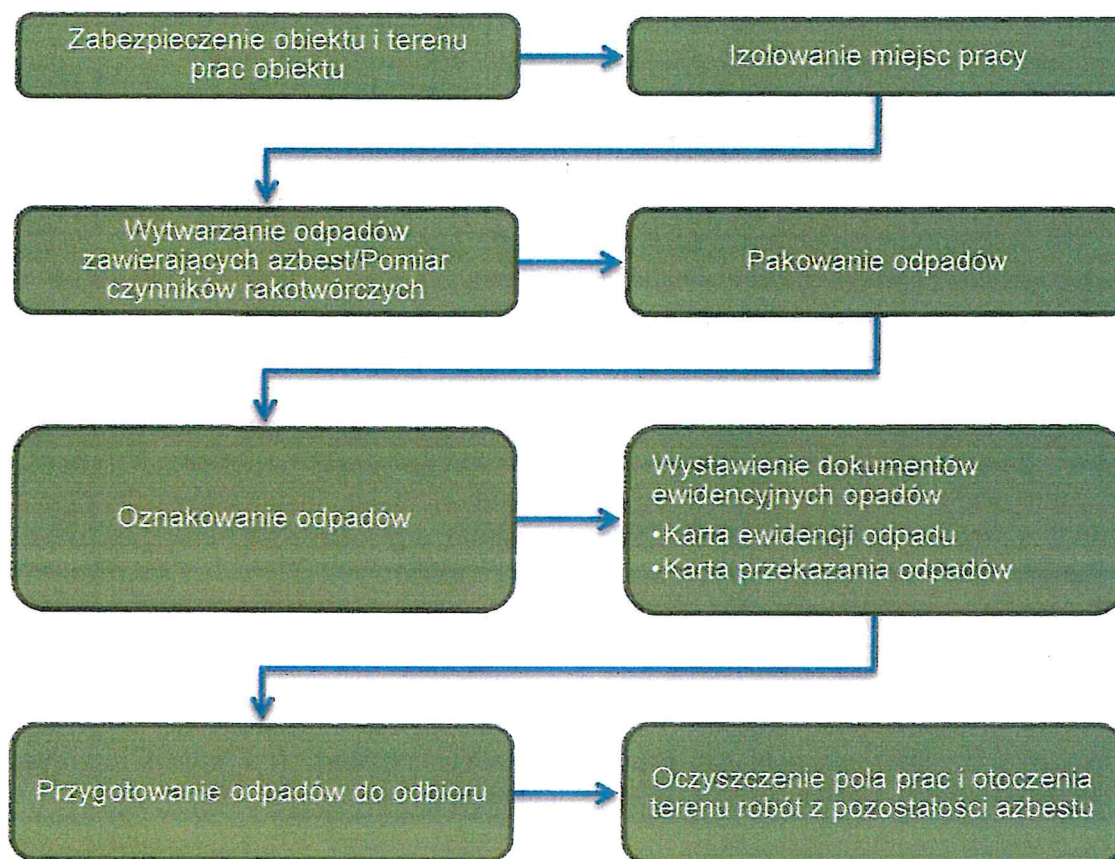 Zabezpieczenie obiektu i terenu
prac obiektu
Izolowanie miejsc pracy
Wytwarzanie odpadów
zawierających azbest/Pomiar
czynników rakotwórczych
Pakowanie odpadów
Oznakowanie odpadów
Wystawienie dokumentów
ewidencyjnych opadów
•Karta ewidencji odpadu
•Karta przekazania odpadów
Przygotowanie odpadów do odbioru
Oczyszczenie pola prac i otoczenia
terenu robót z pozostałości azbestu